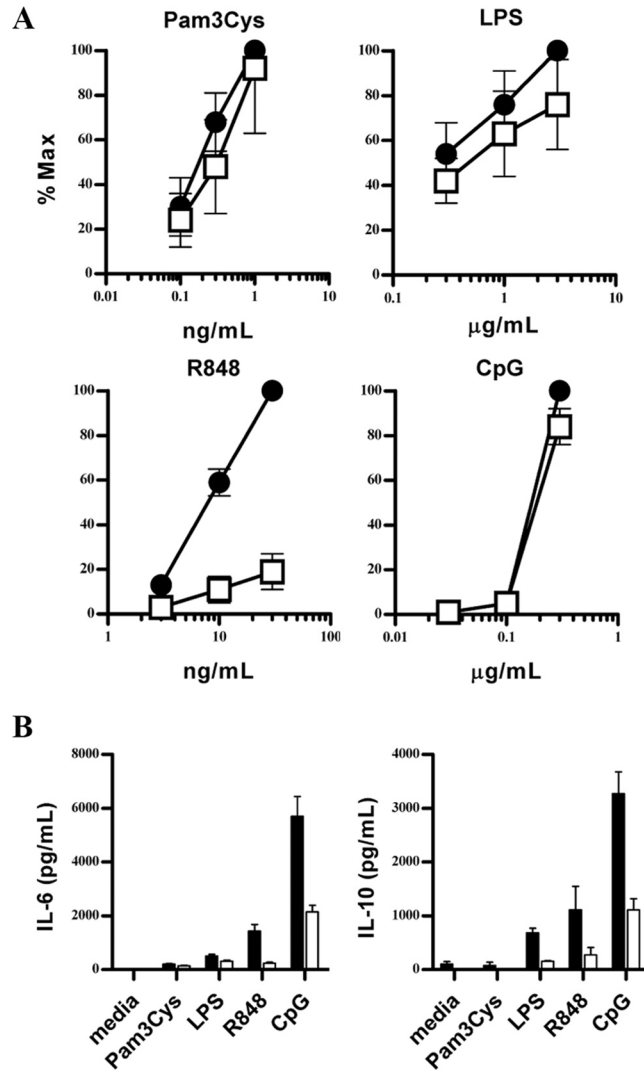 A
Pam3Cys
LPS
% Max
100
80
60
40
20
0
0.01
0.1
1
10
ng/mL
100
80
60
40
20
0
0.1
1
10
µg/mL
R848
CpG
100
80
60
40
20
0
1
10
100
ng/mL
100
80
60
40
20
0
0.01
0.1
1
µg/mL
B
IL-6 (pg/mL)
8000
6000
4000
2000
0
media
Pam3Cys
LPS
R848
CpG
IL-10 (pg/mL)
4000
3000
2000
1000
0
media
Pam3Cys
LPS
R848
CpG